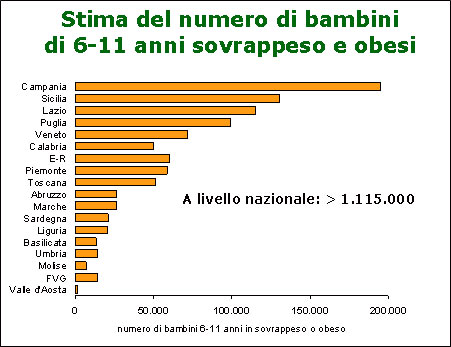 Stima del numero di bambini
di 6-11 anni sovrappeso e obesi
Campania
Sicilia
Lazio
Puglia
Veneto
Calabria
E-R
Piemonte
Toscana
Abruzzo
Marche
Sardegna
Liguria
Basilicata
Umbria
Molise
FVG
Valle d'Aosta
A livello nazionale: > 1.115.000
0 50.000 100.000 150.000 200.000
numero di bambini 6-11 anni in sovrappeso o obeso